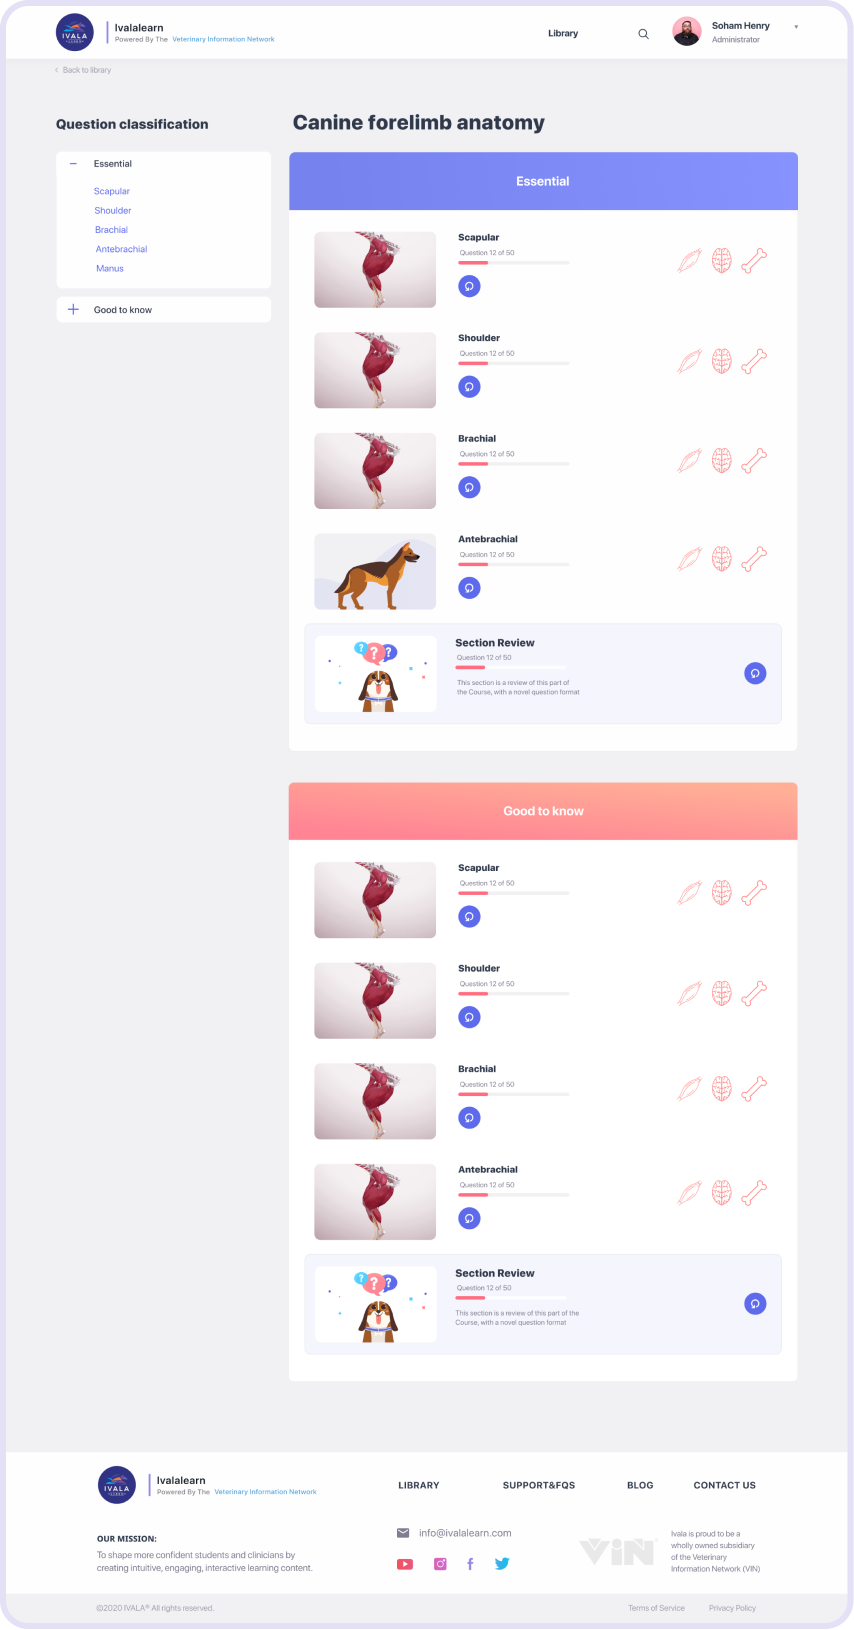 IVALA
Ivalalearn
Powered By The Veterinary Information Network
Library
Soham Henry
Administrator
Back to library
Question classification
Essential
Scapular
Shoulder
Brachial
Antebrachial
Manus
Good to know
Canine forelimb anatomy
Essential
Scapular
Question 12 of 50
Shoulder
Question 12 of 50
Brachial
Question 12 of 50
Antebrachial
Question 12 of 50
? ? ?
Section Review
Question 12 of 50
This section is a review of this part of
the Course, with a novel question format
Good to know
Scapular
Question 12 of 50
Shoulder
Question 12 of 50
Brachial
Question 12 of 50
Antebrachial
Question 12 of 50
? ? ?
Section Review
Question 12 of 50
This section is a review of this part of the
Course, with a novel question format
IVALA
Ivalalearn
Powered By The Veterinary Information Network
LIBRARY
SUPPORT&FQS
BLOG
CONTACT US
OUR MISSION:
To shape more confident students and clinicians by
creating intuitive, engaging, interactive learning content.
info@ivalalearn.com
ViN
Ivala is proud to be a
wholly owned subsidiary
of the Veterinary
Information Network (VIN)
©2020 IVALA® All rights reserved.
Terms of Service
Privacy Policy